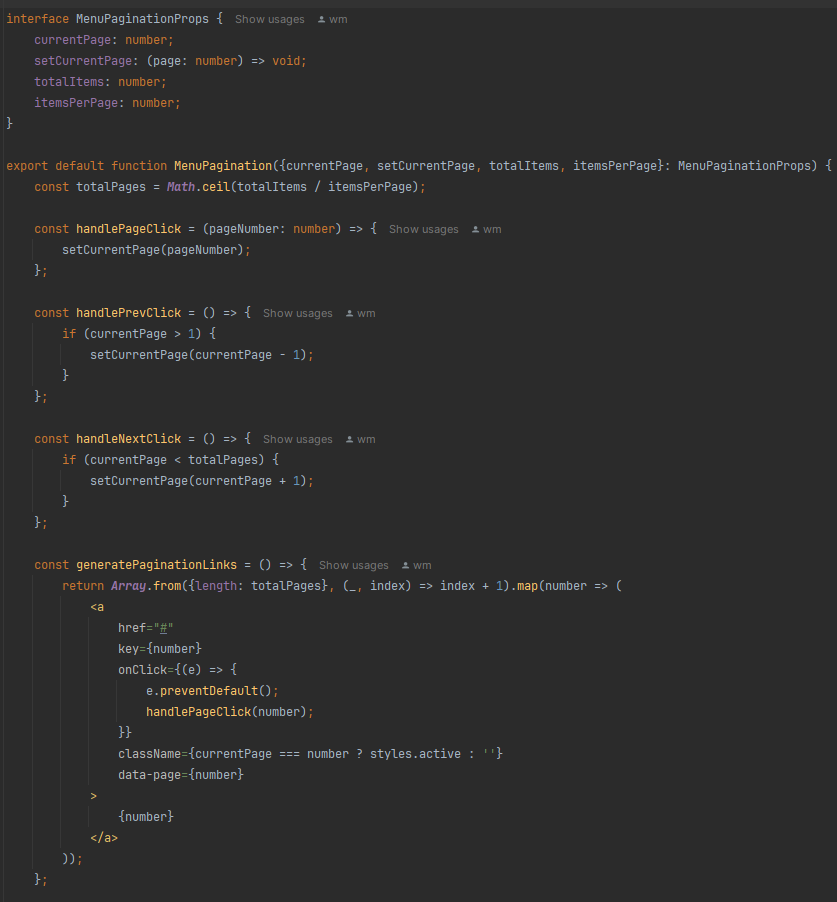 interface MenuPaginationProps {  Show usages  wm
    currentPage: number;
    setCurrentPage: (page: number) => void;
    totalItems: number;
    itemsPerPage: number;
}

export default function MenuPagination({currentPage, setCurrentPage, totalItems, itemsPerPage}: MenuPaginationProps) {
    const totalPages = Math.ceil(totalItems / itemsPerPage);

    const handlePageClick = (pageNumber: number) => {  Show usages  wm
        setCurrentPage(pageNumber);
    };

    const handlePrevClick = () => {  Show usages  wm
        if (currentPage > 1) {
            setCurrentPage(currentPage - 1);
        }
    };

    const handleNextClick = () => {  Show usages  wm
        if (currentPage < totalPages) {
            setCurrentPage(currentPage + 1);
        }
    };

    const generatePaginationLinks = () => {  Show usages  wm
        return Array.from({length: totalPages}, (_, index) => index + 1).map(number => (
            <a
                href="#"
                key={number}
                onClick={(e) => {
                    e.preventDefault();
                    handlePageClick(number);
                }}
                className={currentPage === number ? styles.active : ''}
                data-page={number}
            >
                {number}
            </a>
        ));
    };